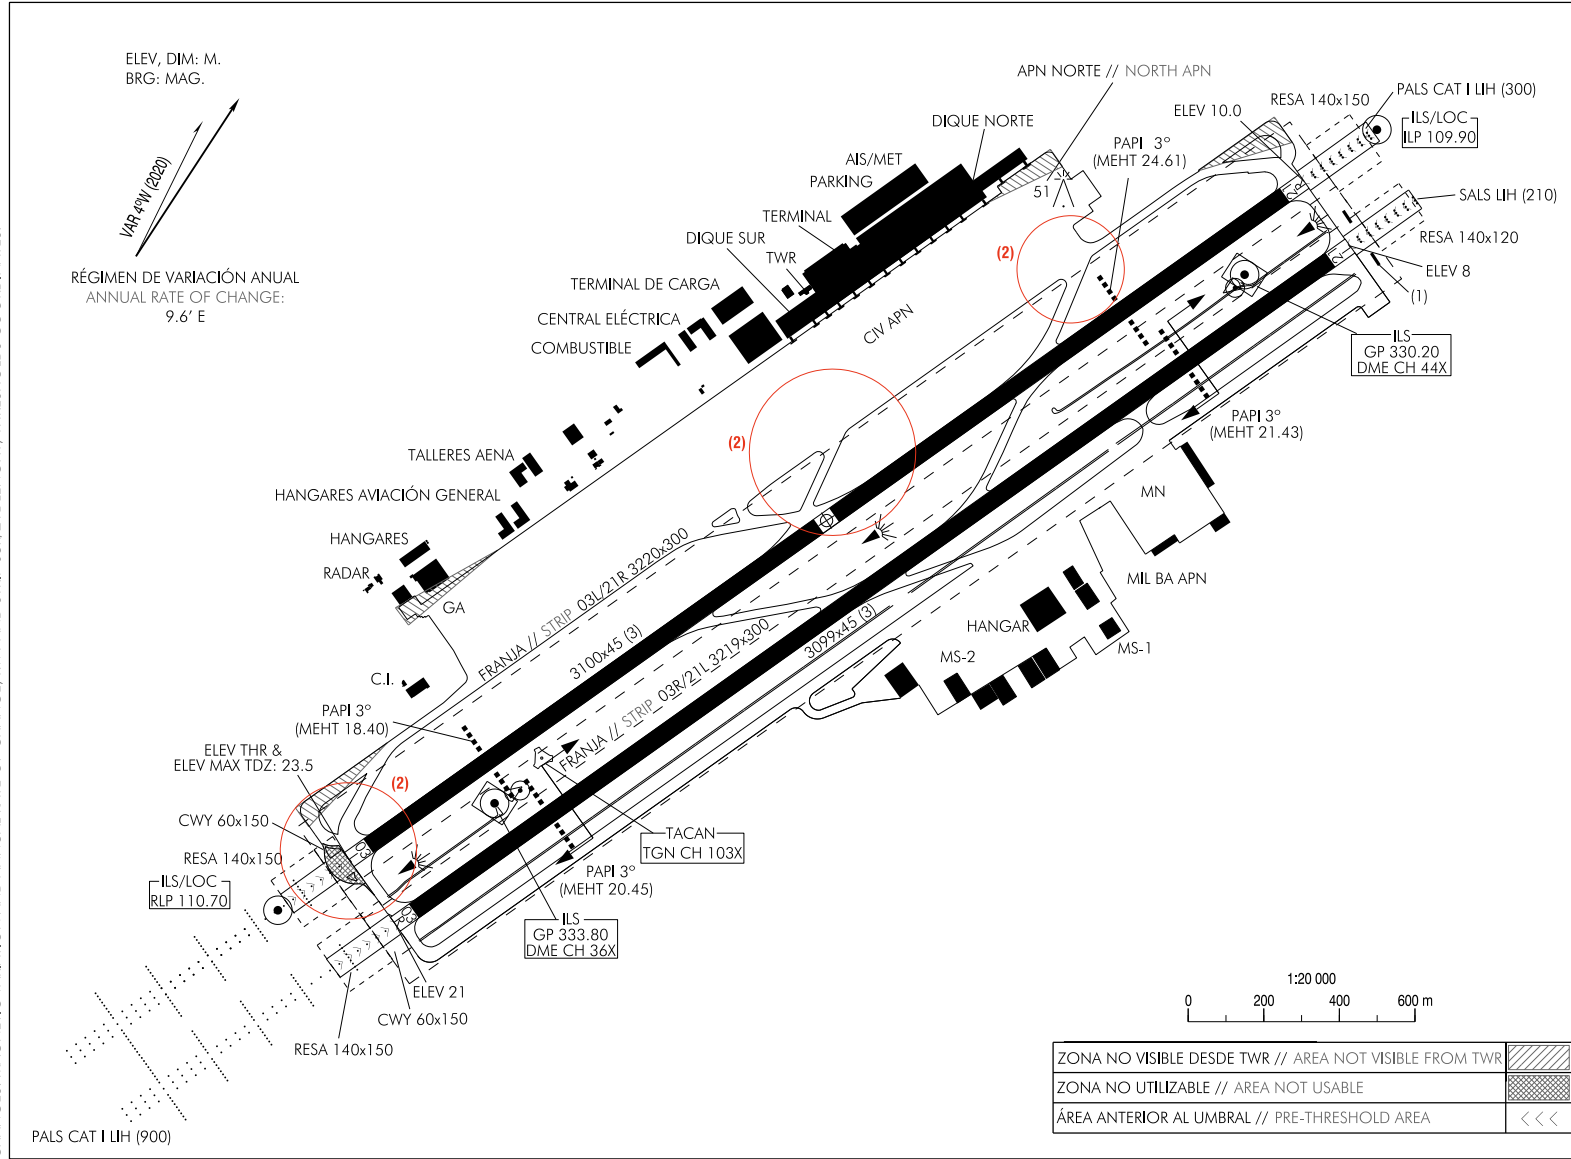 ELEV, DIM: M.
BRG: MAG.
VAR 4°W (2020)
RÉGIMEN DE VARIACIÓN ANUAL
ANNUAL RATE OF CHANGE:
9.6' E
APN NORTE // NORTH APN
DIQUE NORTE
AIS/MET
PARKING
TERMINAL
DIQUE SUR
TWR
TERMINAL DE CARGA
CENTRAL ELÉCTRICA
COMBUSTIBLE
CIV APN
51
PAPI 3°
(MEHT 24.61)
ELEV 10.0
RESA 140x150
PALS CAT I LIH (300)
ILS/LOC
ILP 109.90
SALS LIH (210)
RESA 140x120
ELEV 8
(1)
(2)
ILS
GP 330.20
DME CH 44X
PAPI 3°
(MEHT 21.43)
(2)
TALLERES AENA
HANGARES AVIACIÓN GENERAL
HANGARES
RADAR
GA
C.I.
MN
MIL BA APN
HANGAR
MS-1
MS-2
FRANJA // STRIP 03L/21R 3220x300
3100x45 (3)
FRANJA // STRIP 03R/21L 3219x300
3099x45 (3)
PAPI 3°
(MEHT 18.40)
ELEV THR &
ELEV MAX TDZ: 23.5
(2)
CWY 60x150
RESA 140x150
ILS/LOC
RLP 110.70
03
03
TACAN
TGN CH 103X
PAPI 3°
(MEHT 20.45)
ILS
GP 333.80
DME CH 36X
ELEV 21
CWY 60x150
RESA 140x150
PALS CAT I LIH (900)
1:20 000
0 200 400 600 m
ZONA NO VISIBLE DESDE TWR // AREA NOT VISIBLE FROM TWR
ZONA NO UTILIZABLE // AREA NOT USABLE
ÁREA ANTERIOR AL UMBRAL // PRE-THRESHOLD AREA